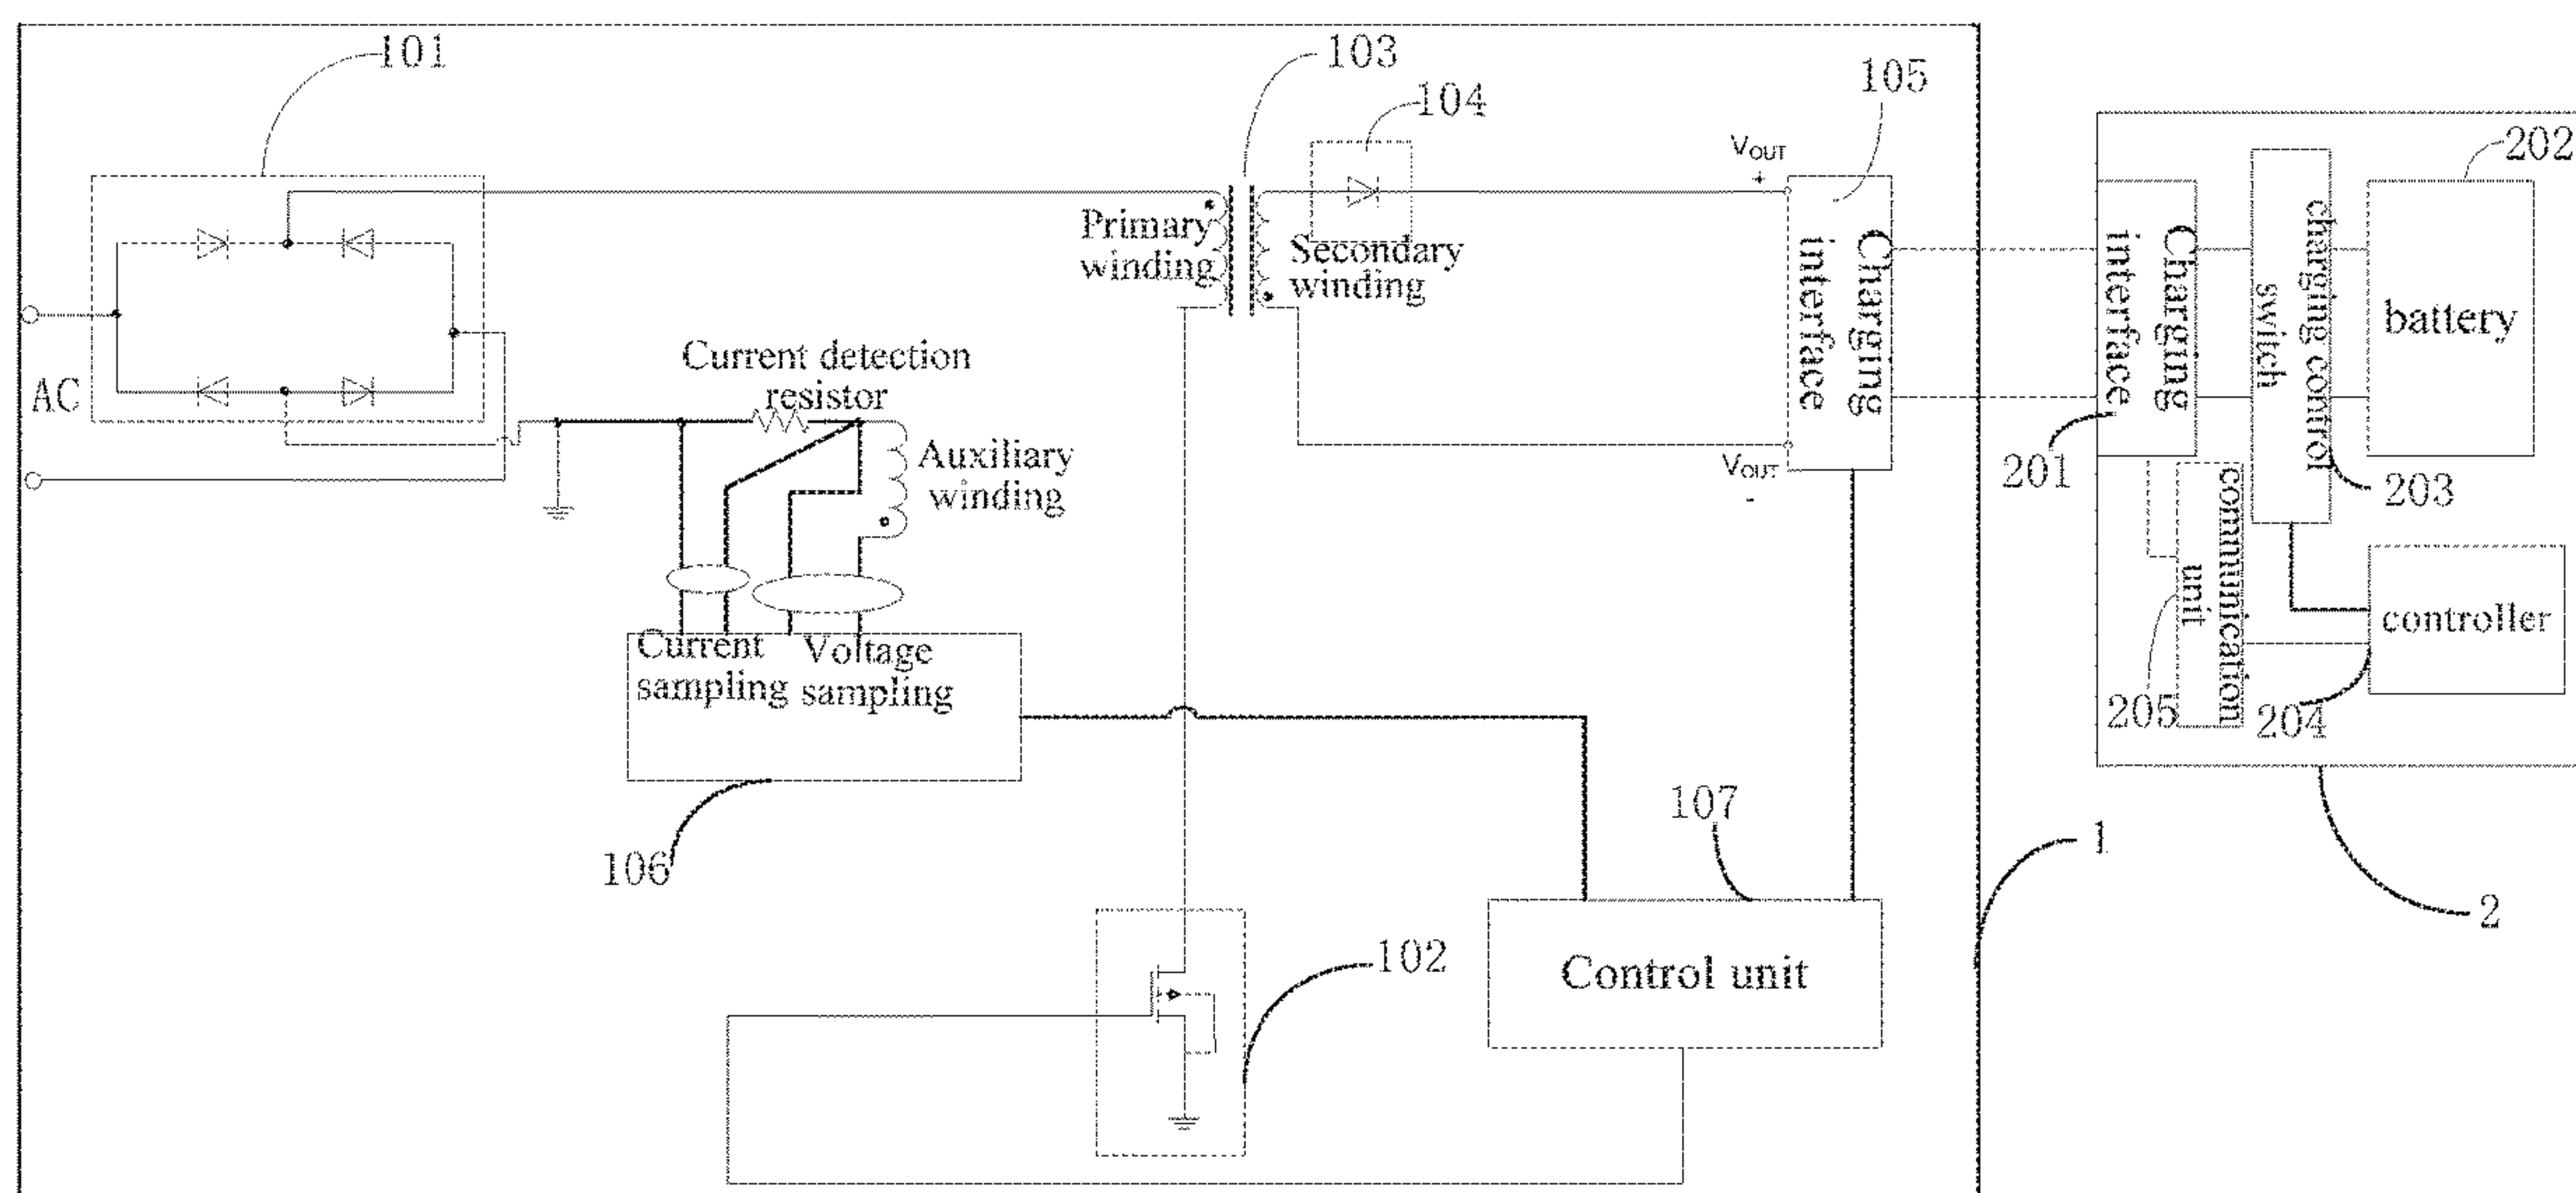 101
103
104
105
202
V_OUT
+
Primary
winding
Secondary
winding
Charging
interface
Charging
interface
charging control
switch
battery
AC
Current detection
resistor
Auxiliary
winding
V_OUT
-
201
203
communication
unit
controller
Current
sampling
Voltage
sampling
205
204
106
107
1
2
102
Control unit